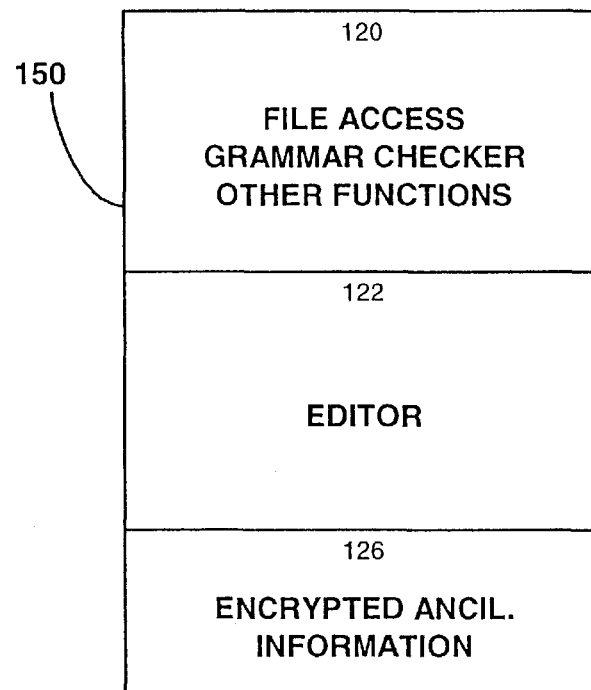 120
150
FILE ACCESS
GRAMMAR CHECKER
OTHER FUNCTIONS
122
EDITOR
126
ENCRYPTED ANCIL.
INFORMATION